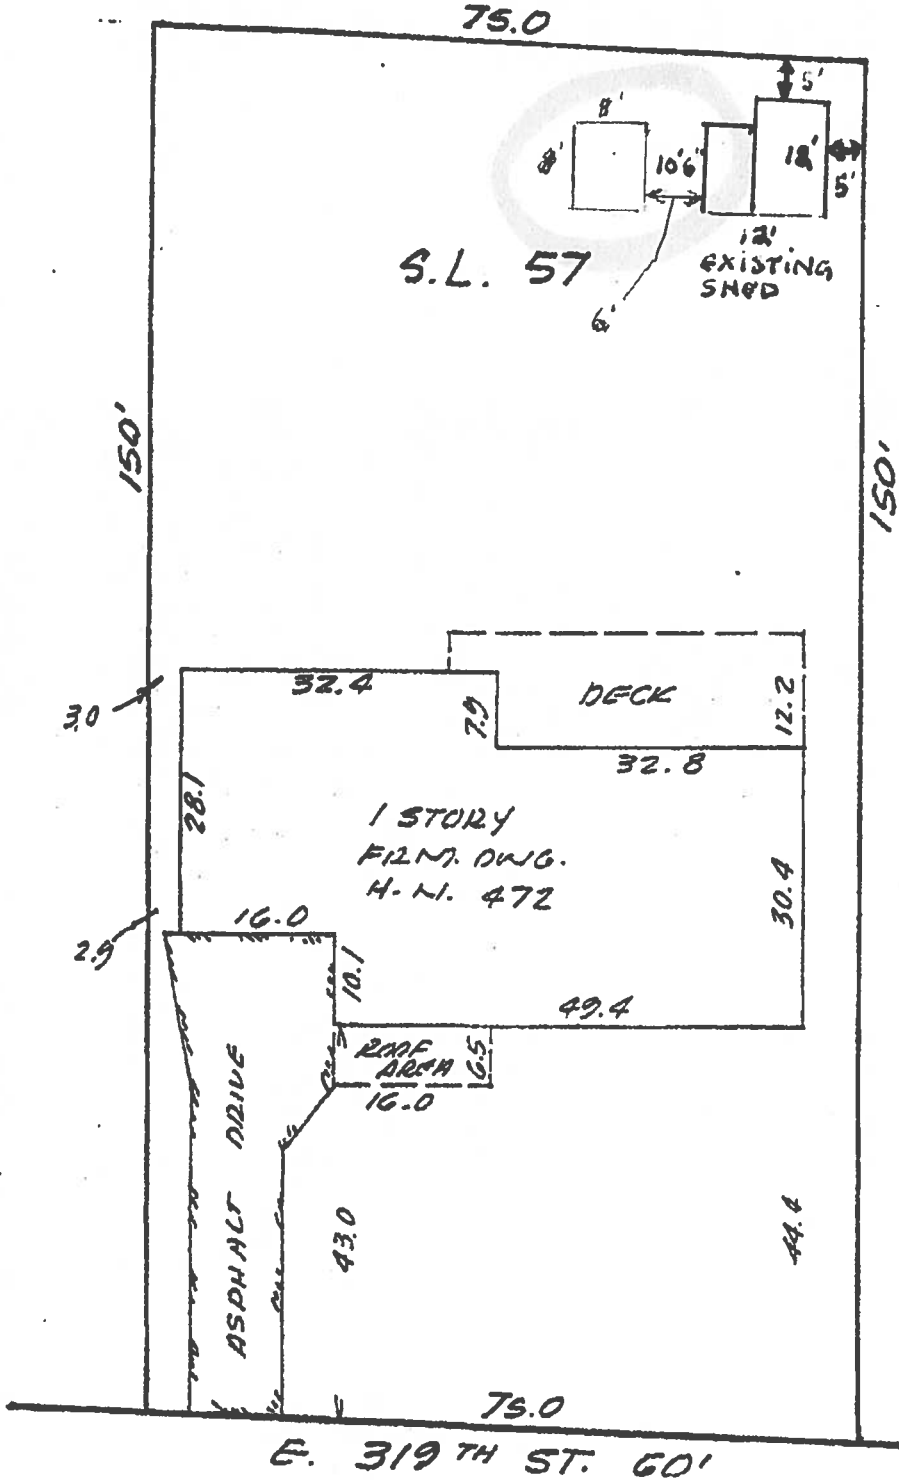 75.0
5'
8'
10'6"
12'
5'
12'
EXISTING
SHED
S.L. 57
6'
150'
150'
32.4
7.9
DECK
12.2
3.0
32.8
28.1
1 STORY
FRM. DWG.
H. N. 472
30.4
2.9
16.0
10.1
49.4
ROOF
AREA
6.5
16.0
ASPHALT DRIVE
43.0
44.4
75.0
E. 319TH ST. 60'